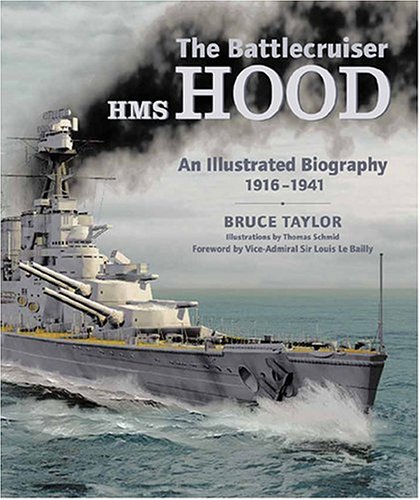 The Battlecruiser
HMS HOOD
An Illustrated Biography
1916–1941
BRUCE TAYLOR
Illustrations by Thomas Schmid
Foreword by Vice-Admiral Sir Louis Le Bailly